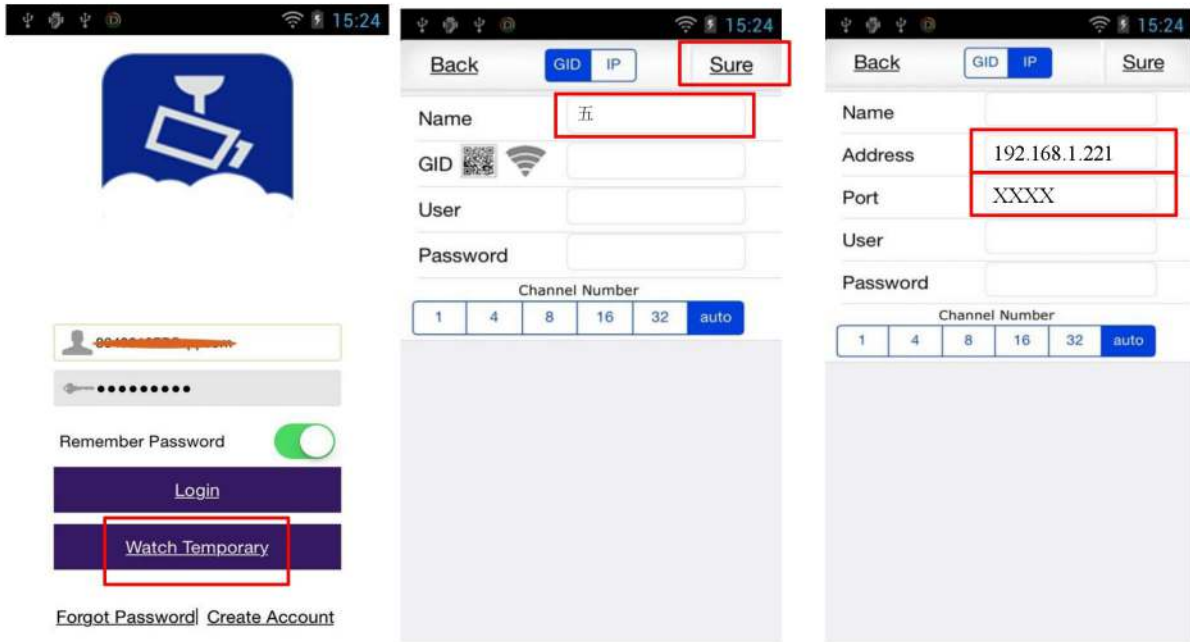 15:24
Remember Password
Login
Watch Temporary
Forgot Password| Create Account
15:24
Back GID IP Sure
Name 五
GID
User
Password
Channel Number
1 4 8 16 32 auto
15:24
Back GID IP Sure
Name
Address 192.168.1.221
Port XXXX
User
Password
Channel Number
1 4 8 16 32 auto